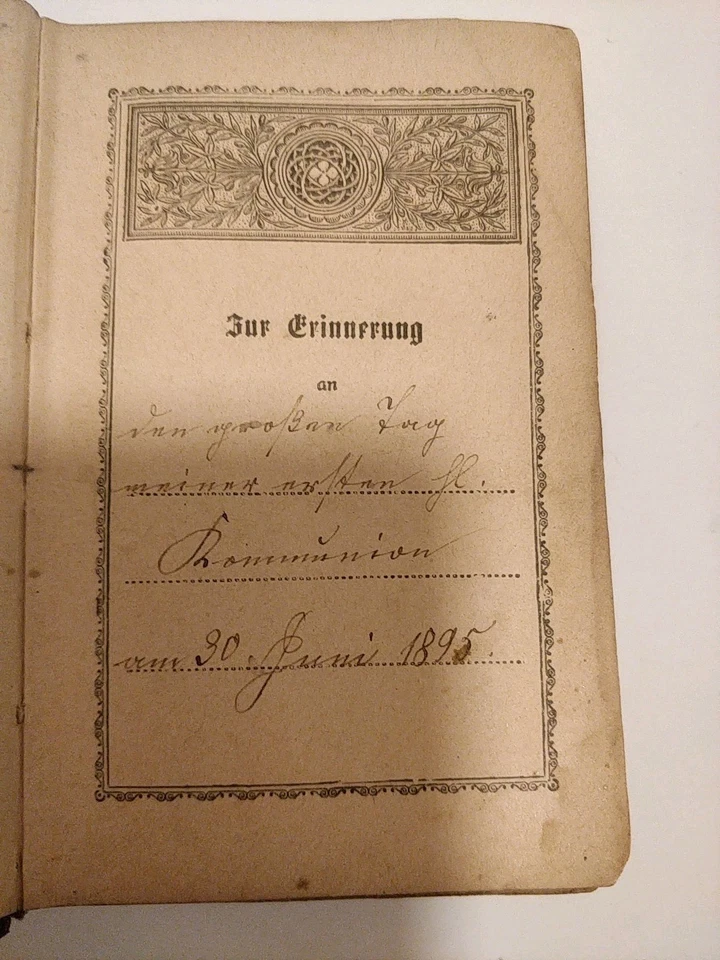 Zur Erinnerung
an
den großen Tag
meiner ersten hl.
Kommunion
am 30. Juni 1895.